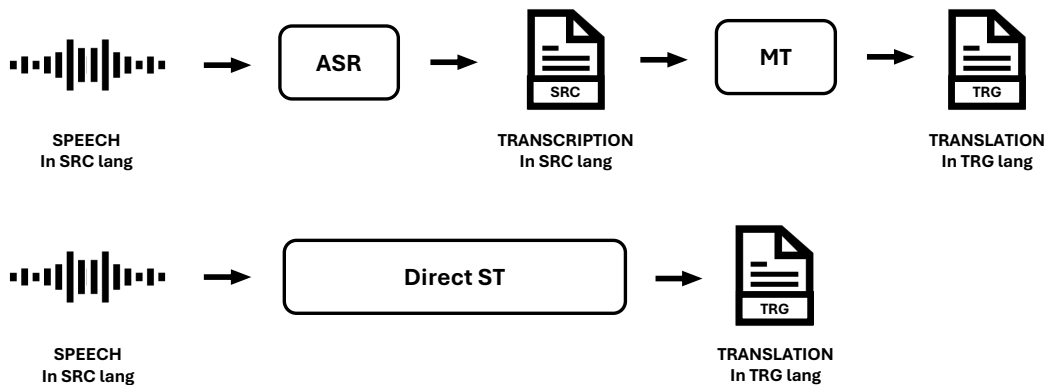 ASR
MT
SRC
TRG
SPEECH
In SRC lang
TRANSCRIPTION
In SRC lang
TRANSLATION
In TRG lang
Direct ST
TRG
SPEECH
In SRC lang
TRANSLATION
In TRG lang